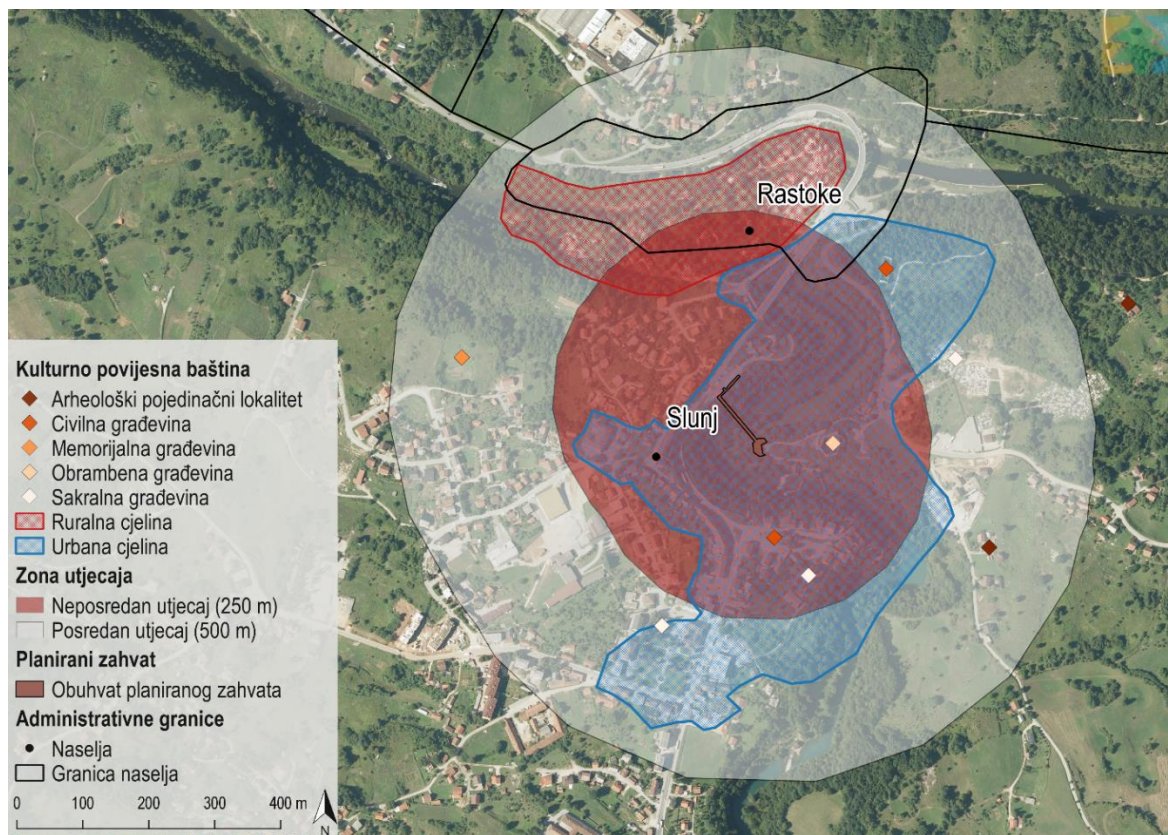 Rastoke
Slunj
Kulturno povijesna baština
Arheološki pojedinačni lokalitet
Civilna građevina
Memorijalna građevina
Obrambena građevina
Sakralna građevina
Ruralna cjelina
Urbana cjelina
Zona utjecaja
Neposredan utjecaj (250 m)
Posredan utjecaj (500 m)
Planirani zahvat
Obuhvat planiranog zahvata
Administrativne granice
Naselja
Granica naselja
0 100 200 300 400 m
N